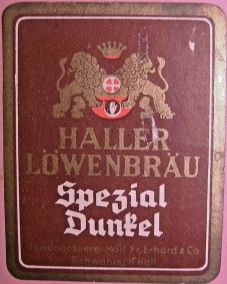 HALLER
LÖWENBRÄU
Spezial
Dunkel
Löwenbrauerei Hall Fr. Erhard & Co
Schwäbisch Hall